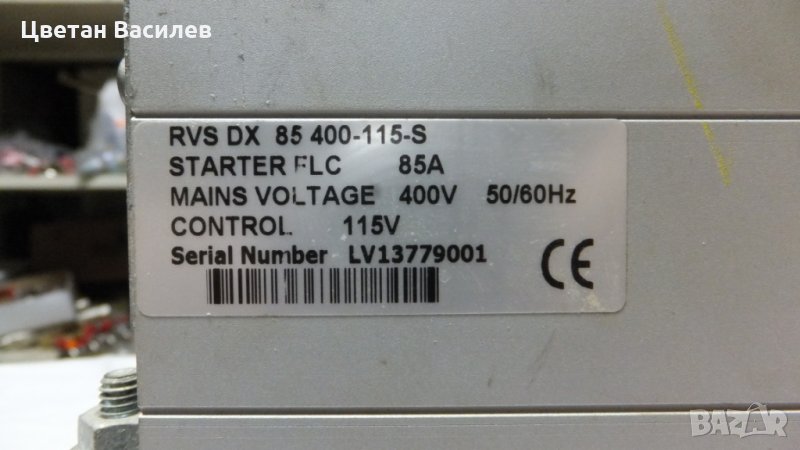 Цветан Василев
RVS DX 85 400-115-S
STARTER FLC 85A
MAINS VOLTAGE 400V 50/60Hz
CONTROL 115V
Serial Number LV13779001
CE
BAZAR